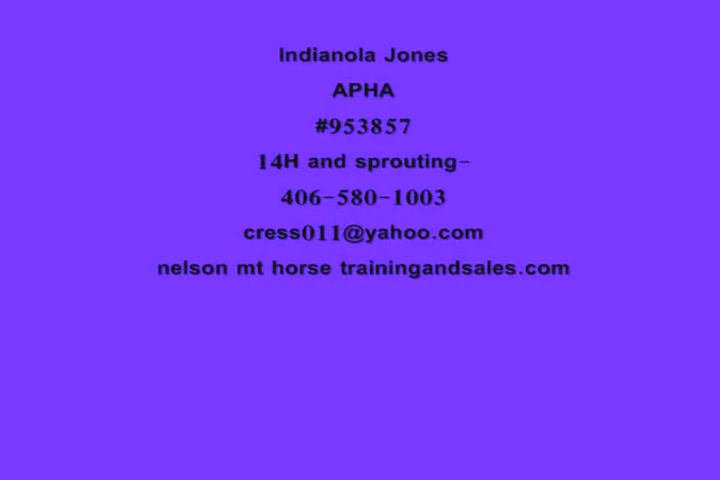 Indianola Jones
APHA
#953857
14H and sprouting-
406-580-1003
cress011@yahoo.com
nelson mt horse trainingandsales.com